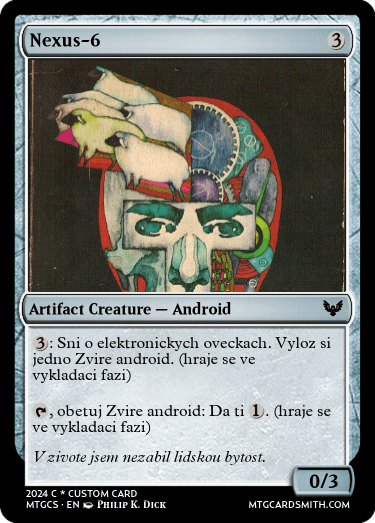 Nexus-6 3
Artifact Creature — Android
3: Sni o elektronickych oveckach. Vyloz si
jedno Zvire android. (hraje se ve
vykladaci fazi)
, obetuj Zvire android: Da ti 1. (hraje se
ve vykladaci fazi)
V zivote jsem nezabil lidskou bytost.
0/3
2024 C * CUSTOM CARD
MTGCS • EN Philip K. Dick
MTGCARDSMITH.COM